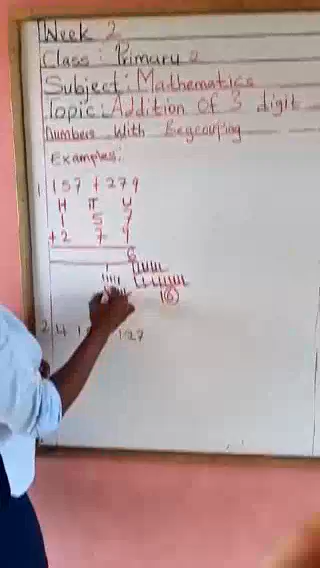 Week 2
Class: Primary 2
Subject: Mathematics
Topic: Addition of 3 digit
numbers with Regrouping
Examples:
1 157 + 279
H T U
1 5 7
+2 7 9
6
16
2 4 1 127